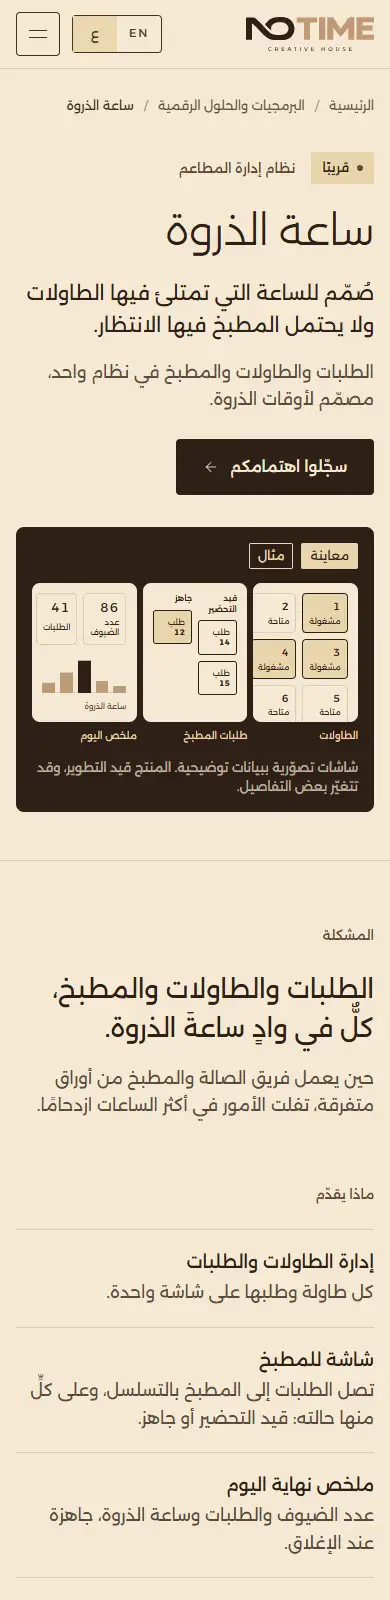 NOTIME
CREATIVE HOUSE
EN
ع
الرئيسية / البرمجيات والحلول الرقمية / ساعة الذروة
قريبًا
نظام إدارة المطاعم
ساعة الذروة
صُمّم للساعة التي تمتلئ فيها الطاولات
ولا يحتمل المطبخ فيها الانتظار.
الطلبات والطاولات والمطبخ في نظام واحد،
مصمّم لأوقات الذروة.
سجّلوا اهتمامكم ←
معاينة
مثال
1
مشغولة
2
متاحة
3
مشغولة
4
مشغولة
5
متاحة
6
متاحة
الطاولات
قيد التحضير
طلب
14
طلب
15
جاهز
طلب
12
طلبات المطبخ
86
عدد الضيوف
41
الطلبات
ساعة الذروة
ملخص اليوم
شاشات تصوّرية ببيانات توضيحية. المنتج قيد التطوير، وقد
تتغيّر بعض التفاصيل.
المشكلة
الطلبات والطاولات والمطبخ،
كلٌّ في وادٍ ساعةَ الذروة.
حين يعمل فريق الصالة والمطبخ من أوراق
متفرقة، تفلت الأمور في أكثر الساعات ازدحامًا.
ماذا يقدّم
إدارة الطاولات والطلبات
كل طاولة وطلبها على شاشة واحدة.
شاشة للمطبخ
تصل الطلبات إلى المطبخ بالتسلسل، وعلى كلٍّ
منها حالته: قيد التحضير أو جاهز.
ملخص نهاية اليوم
عدد الضيوف والطلبات وساعة الذروة، جاهزة
عند الإغلاق.